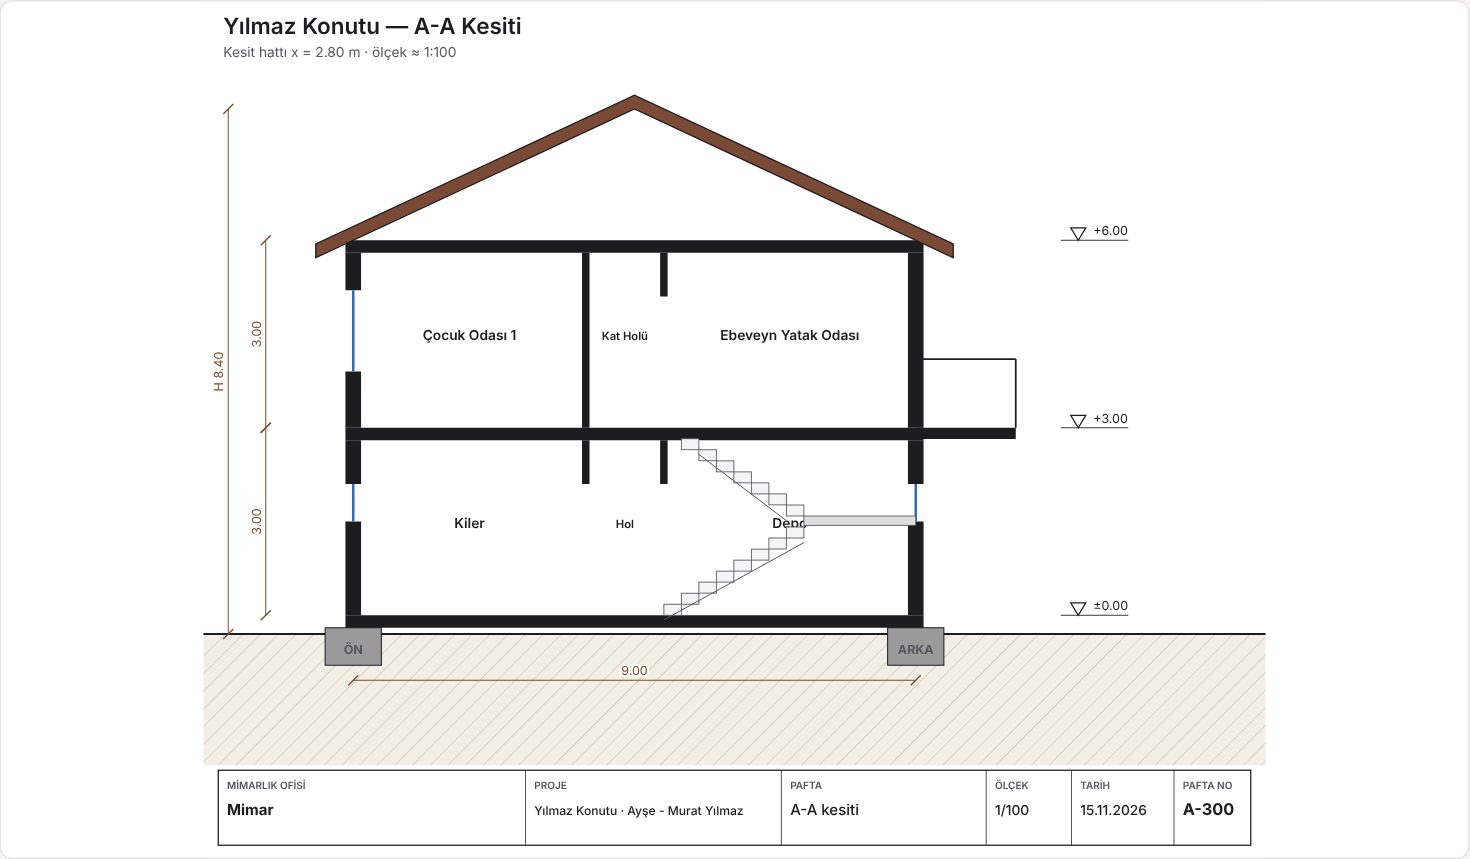 Yılmaz Konutu — A-A Kesiti
Kesit hattı x = 2.80 m · ölçek ≈ 1:100
+6.00
3.00
Çocuk Odası 1
Kat Holü
Ebeveyn Yatak Odası
H 8.40
+3.00
3.00
Kiler
Hol
±0.00
ÖN
ARKA
9.00
MİMARLIK OFİSİ
Mimar
PROJE
Yılmaz Konutu · Ayşe - Murat Yılmaz
PAFTA
A-A kesiti
ÖLÇEK
1/100
TARİH
15.11.2026
PAFTA NO
A-300